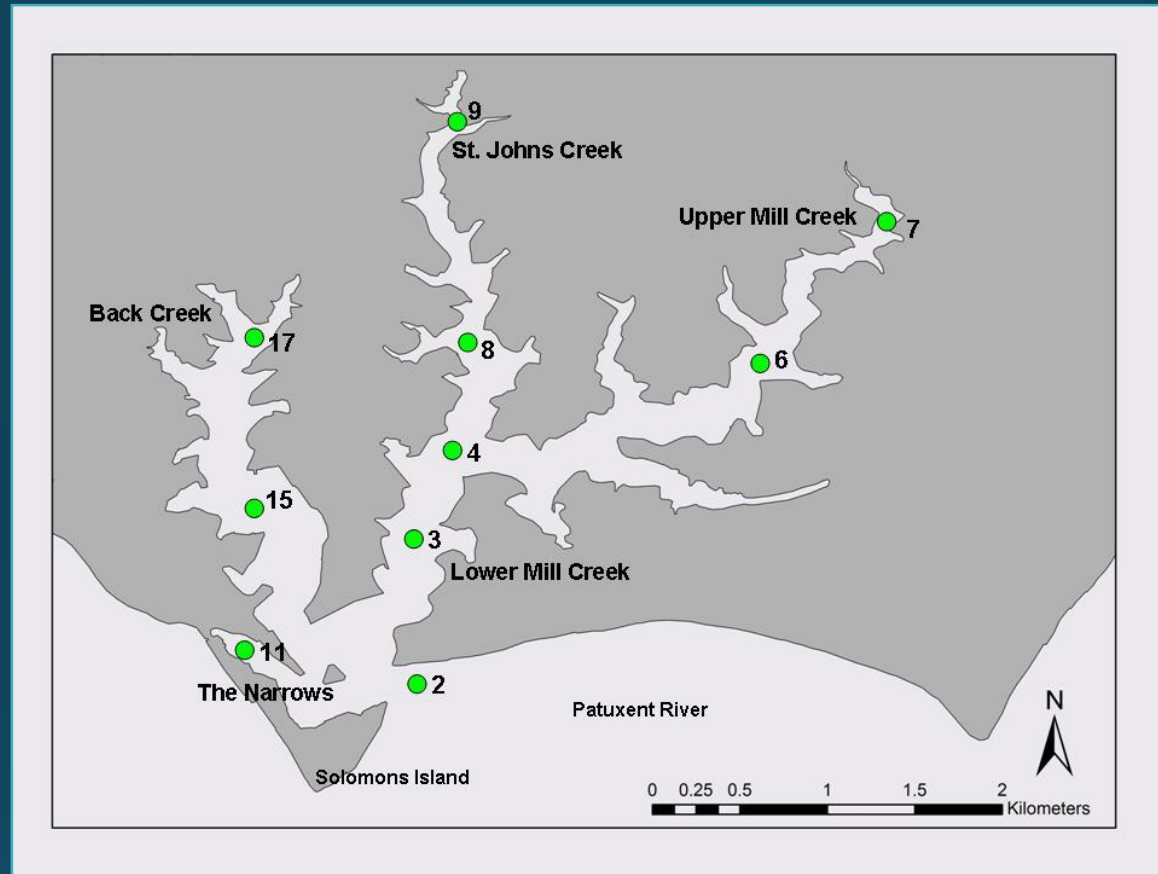 9
St. Johns Creek
Upper Mill Creek
7
Back Creek
17
8
6
4
15
3
Lower Mill Creek
11
2
The Narrows
Patuxent River
N
Solomons Island
0 0.25 0.5 1 1.5 2
Kilometers